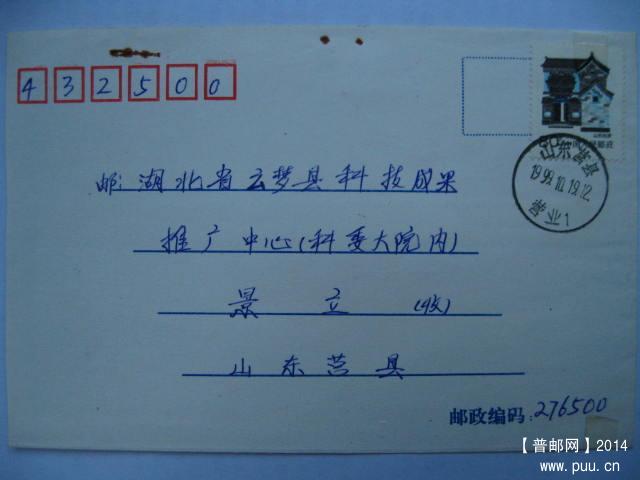 432500
山东莒县
1999.10.19.12
营业1
邮:湖北省云梦县科技成果
推广中心(科委大院内)
景立(收)
山东莒县
邮政编码:276500
【普邮网】2014
www.puu.cn